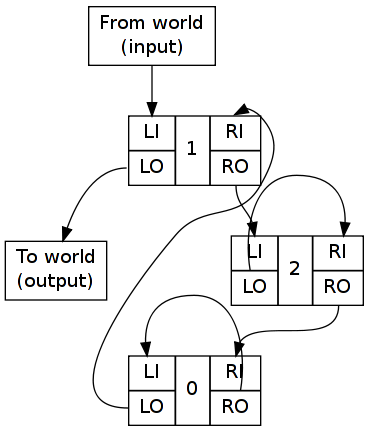 From world
(input)
LI
1
RI
LO
RO
To world
(output)
LI
2
RI
LO
RO
LI
0
RI
LO
RO